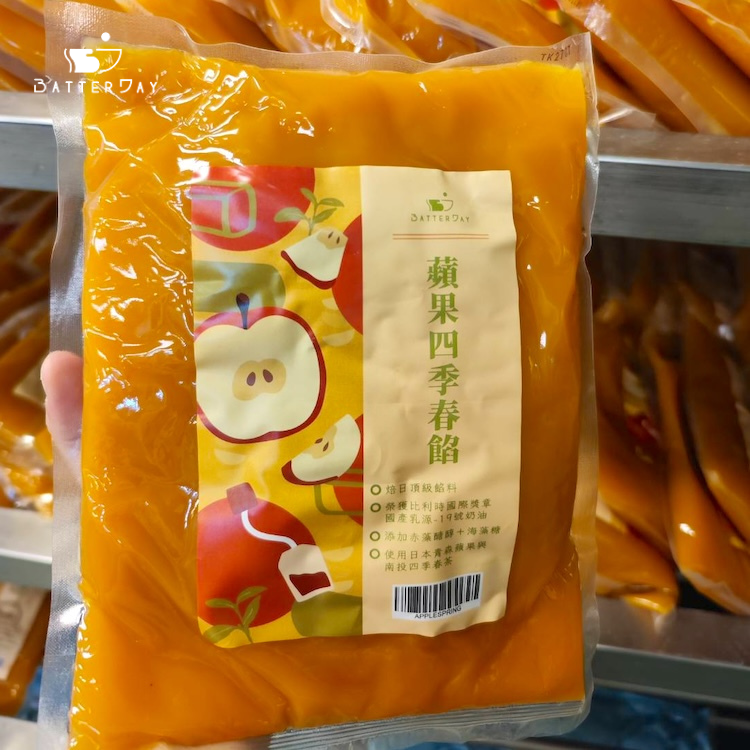 BATTERDAY
TK2717
BATTERDAY
蘋果四季春餡
焙日頂級餡料
榮獲比利時國際獎章
國產乳源-19號奶油
添加赤藻醣醇+海藻糖
使用日本青森蘋果與
南投四季春茶
APPLESPRING